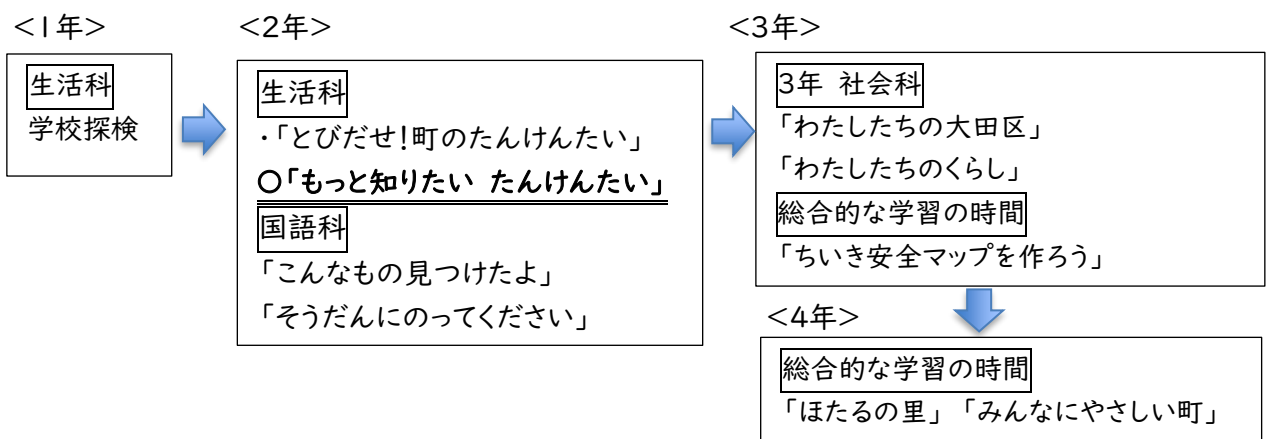 <1年>
生活科
学校探検
<2年>
生活科
・「とびだせ!町のたんけんたい」
○「もっと知りたい たんけんたい」
国語科
「こんなもの見つけたよ」
「そうだんにのってください」
<3年>
3年 社会科
「わたしたちの大田区」
「わたしたちのくらし」
総合的な学習の時間
「ちいき安全マップを作ろう」
<4年>
総合的な学習の時間
「ほたるの里」「みんなにやさしい町」